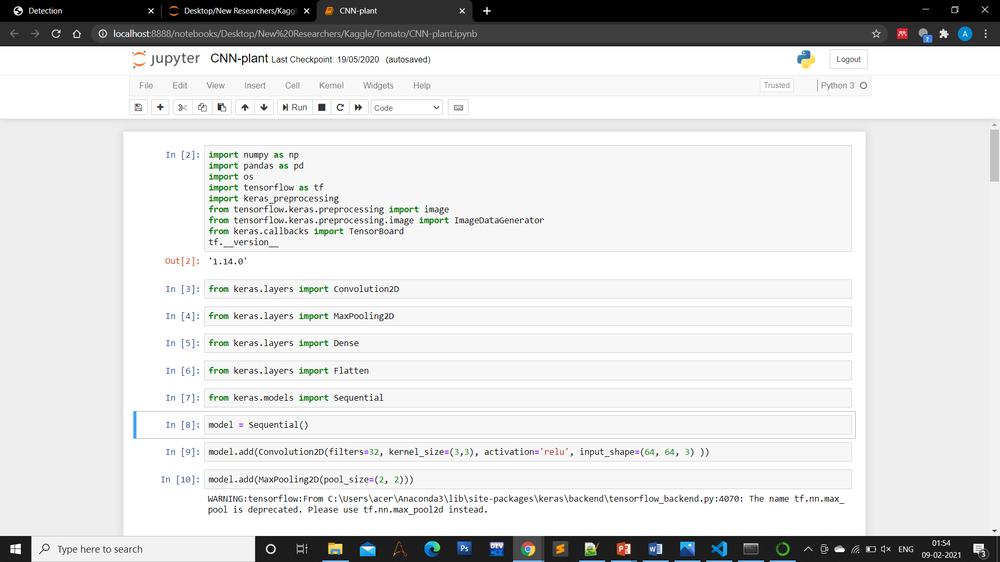 Detection
Desktop/New Researchers/Kaggl
CNN-plant
localhost:8888/notebooks/Desktop/New%20Researchers/Kaggle/Tomato/CNN-plant.ipynb
A
?
jupyter CNN-plant Last Checkpoint: 19/05/2020 (autosaved)
Logout
File Edit View Insert Cell Kernel Widgets Help
Trusted Python 3
Run Code
In [2]: import numpy as np
import pandas as pd
import os
import tensorflow as tf
import keras_preprocessing
from tensorflow.keras.preprocessing import image
from tensorflow.keras.preprocessing.image import ImageDataGenerator
from keras.callbacks import TensorBoard
tf.__version__
Out[2]: '1.14.0'
In [3]: from keras.layers import Convolution2D
In [4]: from keras.layers import MaxPooling2D
In [5]: from keras.layers import Dense
In [6]: from keras.layers import Flatten
In [7]: from keras.models import Sequential
In [8]: model = Sequential()
In [9]: model.add(Convolution2D(filters=32, kernel_size=(3,3), activation='relu', input_shape=(64, 64, 3) ))
In [10]: model.add(MaxPooling2D(pool_size=(2, 2)))
WARNING:tensorflow:From C:\Users\acer\Anaconda3\lib\site-packages\keras\backend\tensorflow_backend.py:4070: The name tf.nn.max_
pool is deprecated. Please use tf.nn.max_pool2d instead.
Type here to search
Ps
DEV
C++
ENG
01:54
09-02-2021
3